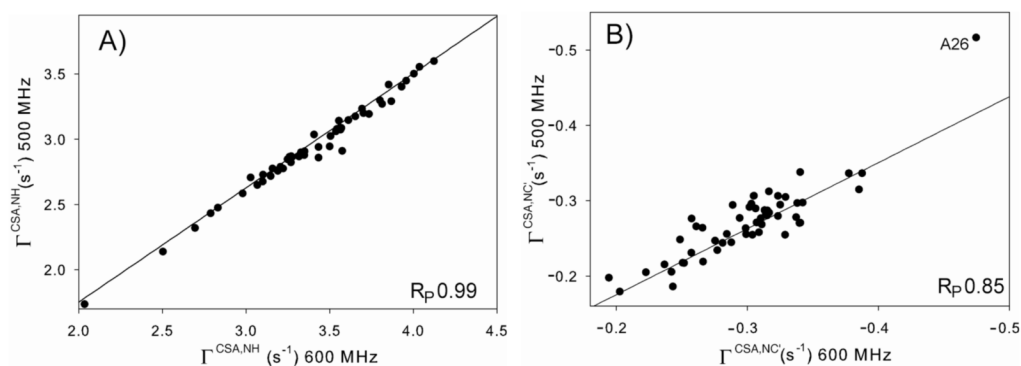 A)
Γ^CSA,NH (s⁻¹) 500 MHz
3.5
3.0
2.5
2.0
R_P 0.99
2.0 2.5 3.0 3.5 4.0 4.5
Γ^CSA,NH (s⁻¹) 600 MHz
B)
A26
Γ^CSA,NC' (s⁻¹) 500 MHz
−0.5
−0.4
−0.3
−0.2
R_P 0.85
−0.2 −0.3 −0.4 −0.5
Γ^CSA,NC' (s⁻¹) 600 MHz